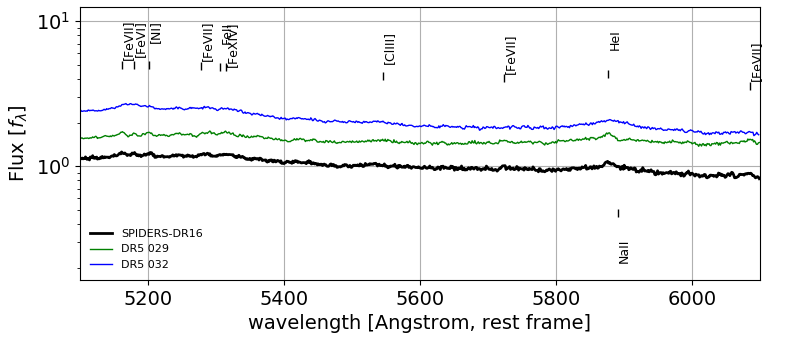 10¹
10⁰
Flux [fλ]
[FeVII]
[FeVI]
[NI]
[FeVII]
FeII
[FeXIV]
[ClIII]
[FeVII]
HeI
[FeVII]
NaII
SPIDERS-DR16
DR5 029
DR5 032
5200 5400 5600 5800 6000
wavelength [Angstrom, rest frame]